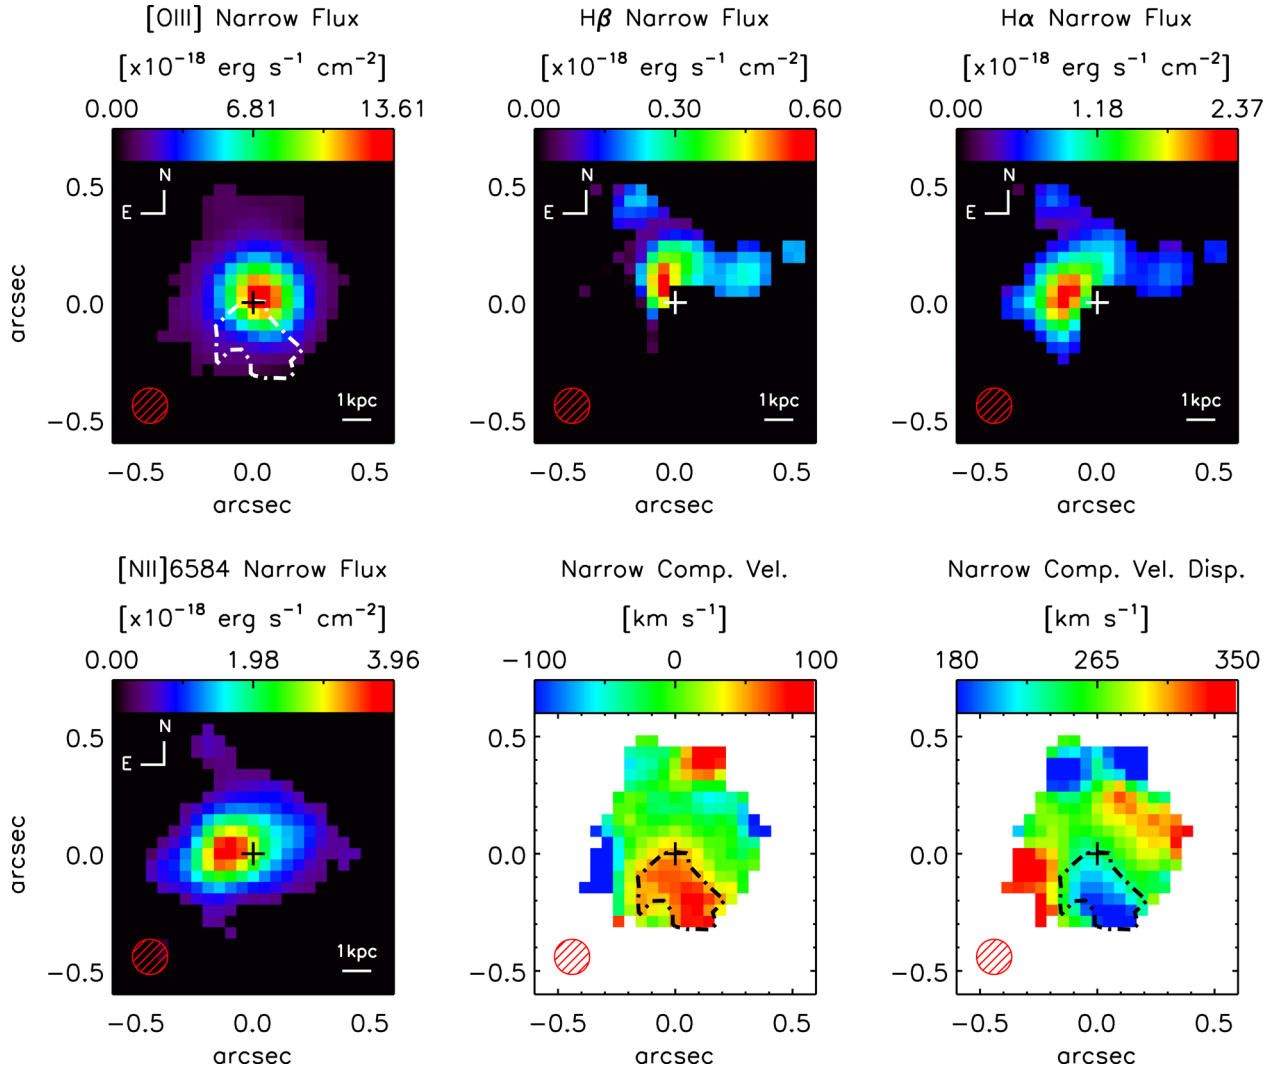 [OIII] Narrow Flux
[x10⁻¹⁸ erg s⁻¹ cm⁻²]
0.00 6.81 13.61
N
E
0.5
0.0
−0.5
arcsec
1kpc
−0.5 0.0 0.5
arcsec
Hβ Narrow Flux
[x10⁻¹⁸ erg s⁻¹ cm⁻²]
0.00 0.30 0.60
N
E
0.5
0.0
−0.5
1kpc
−0.5 0.0 0.5
arcsec
Hα Narrow Flux
[x10⁻¹⁸ erg s⁻¹ cm⁻²]
0.00 1.18 2.37
N
E
0.5
0.0
−0.5
1kpc
−0.5 0.0 0.5
arcsec
[NII]6584 Narrow Flux
[x10⁻¹⁸ erg s⁻¹ cm⁻²]
0.00 1.98 3.96
N
E
0.5
0.0
−0.5
arcsec
1kpc
−0.5 0.0 0.5
arcsec
Narrow Comp. Vel.
[km s⁻¹]
−100 0 100
0.5
0.0
−0.5
−0.5 0.0 0.5
arcsec
Narrow Comp. Vel. Disp.
[km s⁻¹]
180 265 350
0.5
0.0
−0.5
−0.5 0.0 0.5
arcsec